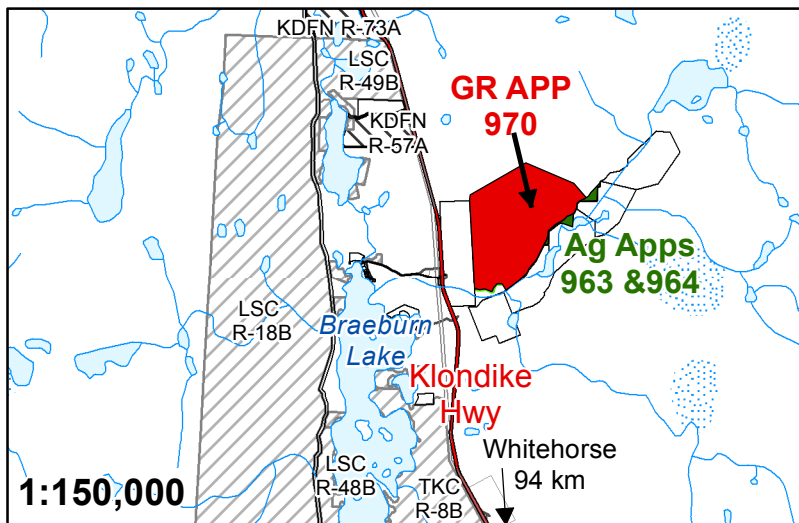 KDFN R-73A
LSC
R-49B
KDFN
R-57A
GR APP
970
Ag Apps
963 &964
LSC
R-18B
Braeburn
Lake
Klondike
Hwy
Whitehorse
94 km
LSC
R-48B
TKC
R-8B
1:150,000